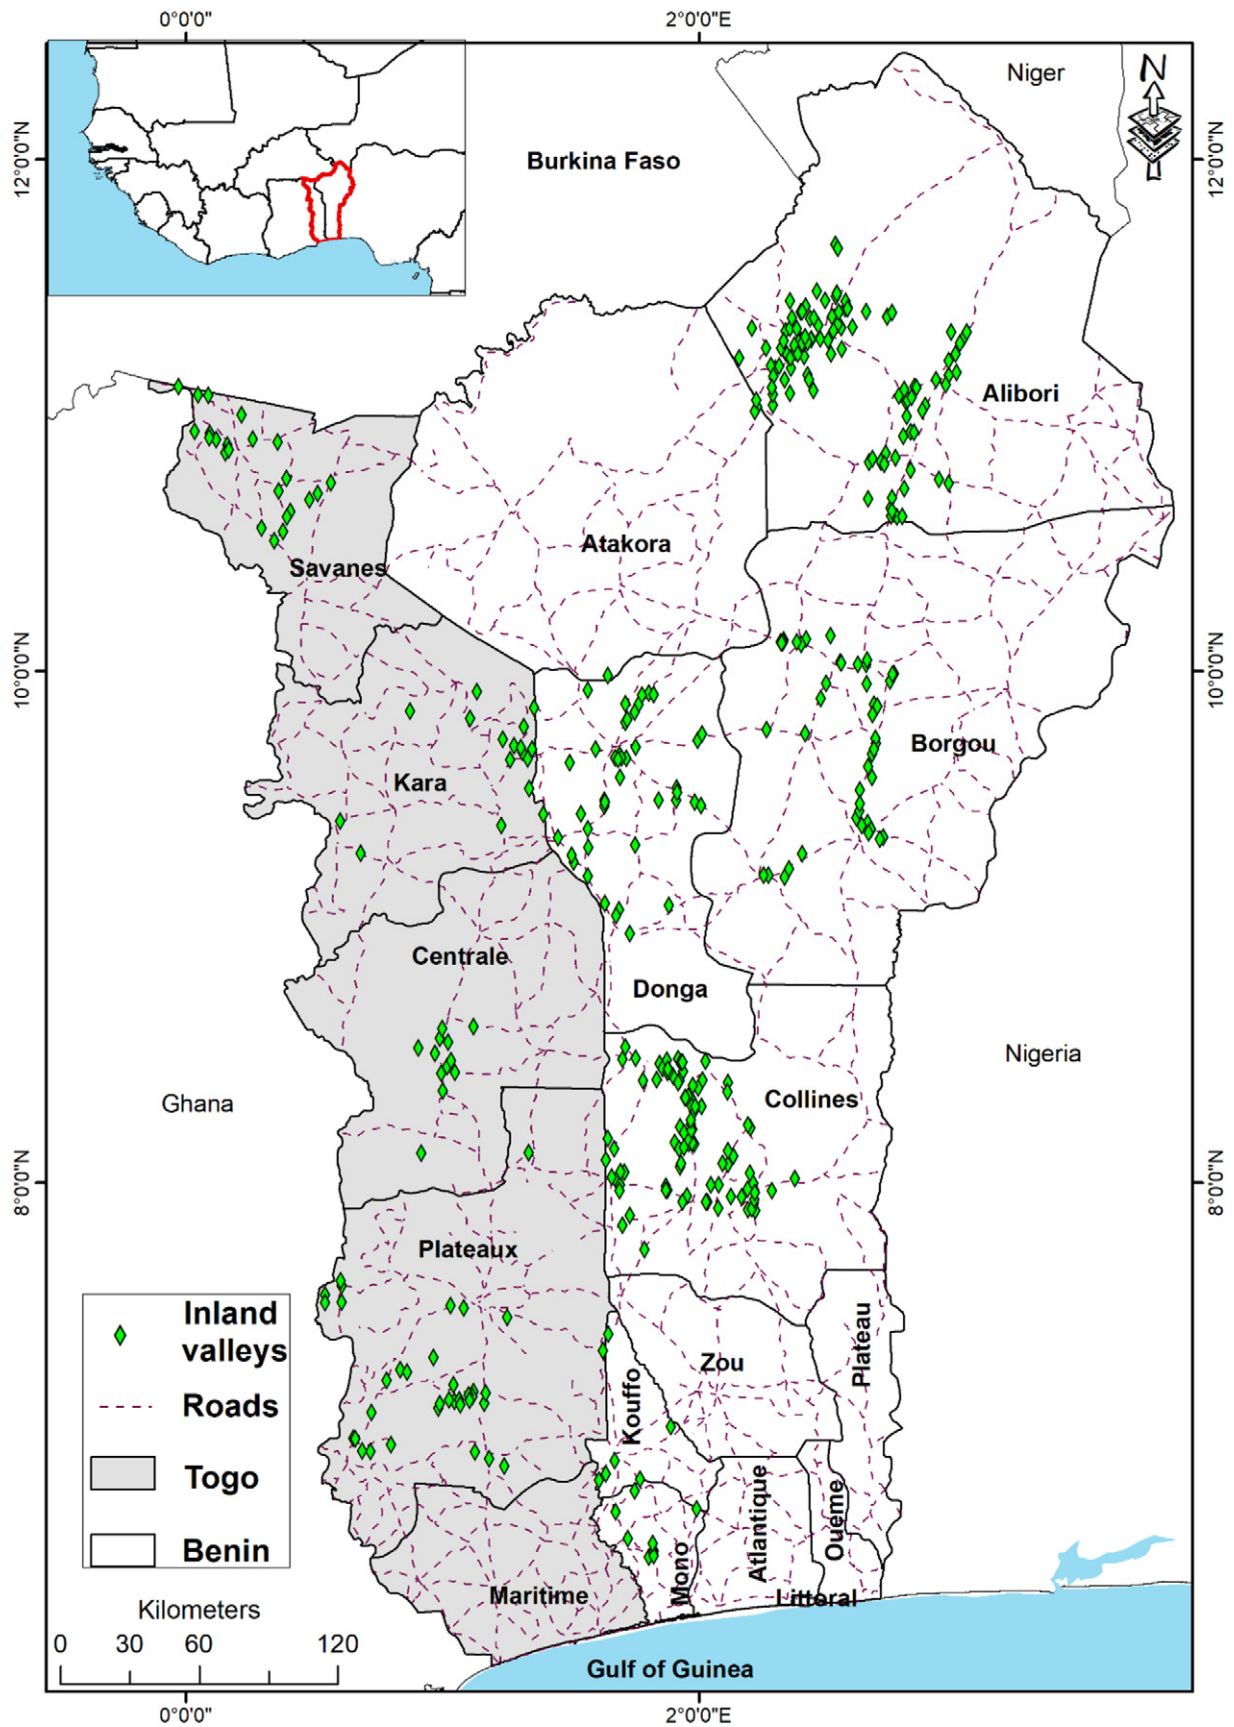 0°0'0"
2°0'0"E
N
Niger
12°0'0"N
12°0'0"N
Burkina Faso
Alibori
Atakora
Savanes
10°0'0"N
10°0'0"N
Borgou
Kara
Centrale
Donga
Nigeria
Ghana
Collines
8°0'0"N
8°0'0"N
Plateaux
Inland
valleys
Roads
Togo
Benin
Zou
Plateau
Kouffo
Atlantique
Oueme
Mono
Maritime
Littoral
Kilometers
0 30 60 120
Gulf of Guinea
0°0'0"
2°0'0"E